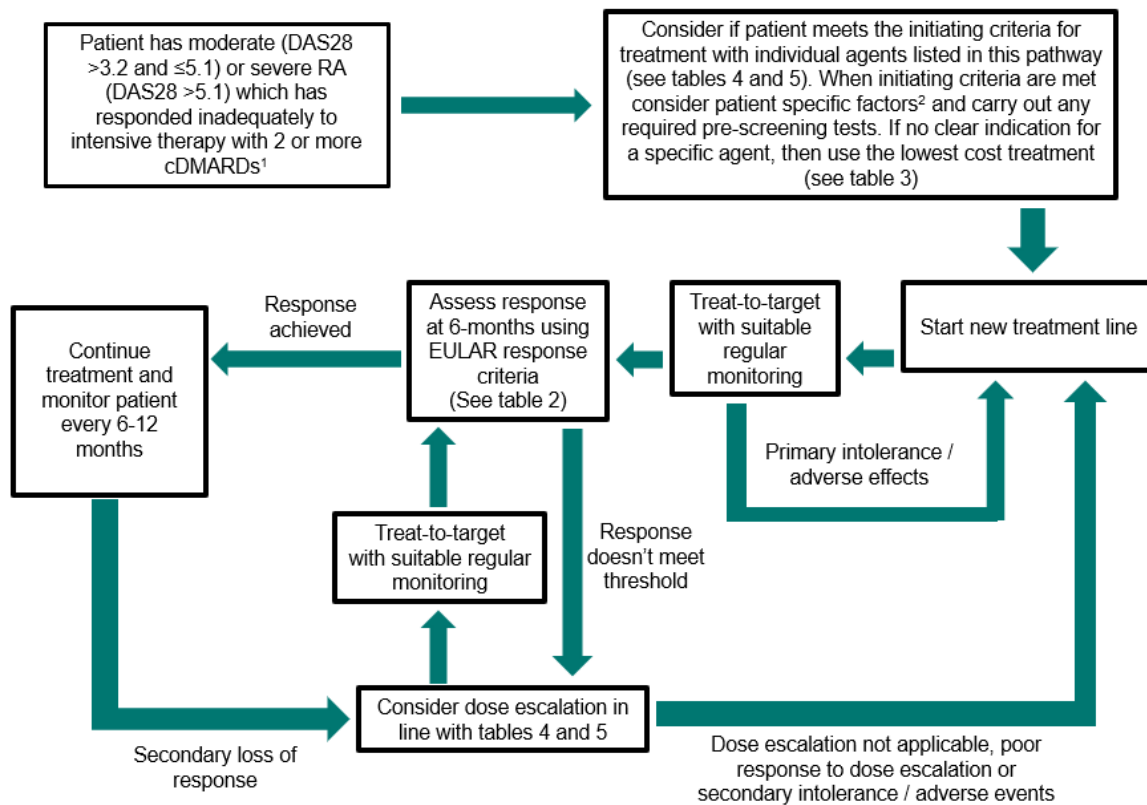 Patient has moderate (DAS28
>3.2 and ≤5.1) or severe RA
(DAS28 >5.1) which has
responded inadequately to
intensive therapy with 2 or more
cDMARDs¹
Consider if patient meets the initiating criteria for
treatment with individual agents listed in this pathway
(see tables 4 and 5). When initiating criteria are met
consider patient specific factors² and carry out any
required pre-screening tests. If no clear indication for
a specific agent, then use the lowest cost treatment
(see table 3)
Start new treatment line
Treat-to-target
with suitable
regular
monitoring
Primary intolerance /
adverse effects
Assess response
at 6-months using
EULAR response
criteria
(See table 2)
Response
achieved
Continue
treatment and
monitor patient
every 6-12
months
Response
doesn’t meet
threshold
Treat-to-target
with suitable regular
monitoring
Consider dose escalation in
line with tables 4 and 5
Secondary loss of
response
Dose escalation not applicable, poor
response to dose escalation or
secondary intolerance / adverse events